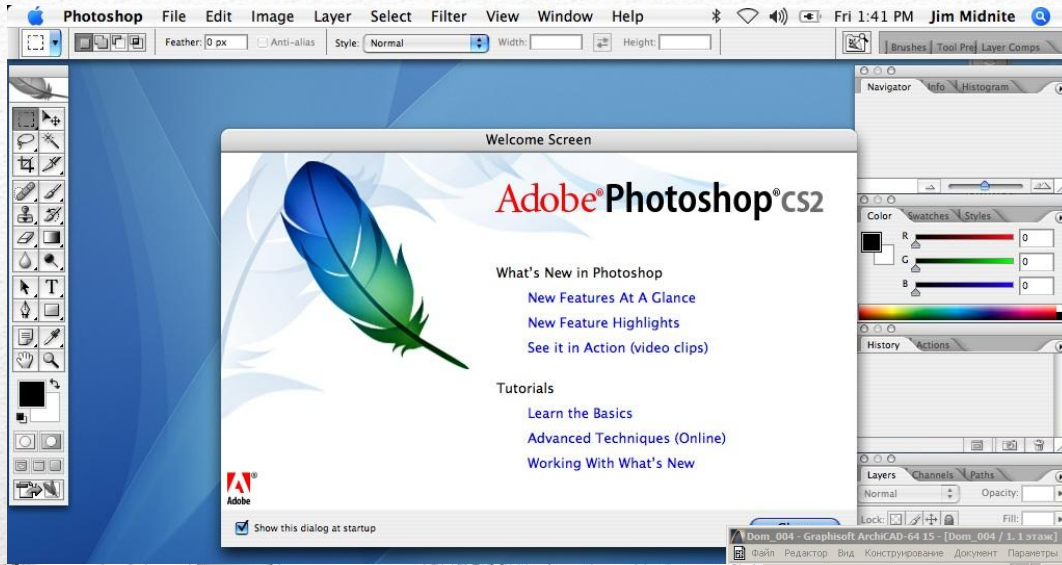 Photoshop File Edit Image Layer Select Filter View Window Help Fri 1:41 PM Jim Midnite
Feather: 0 px Anti-alias Style: Normal Width: Height: Brushes Tool Pre Layer Comps
Navigator Info Histogram
Welcome Screen
Adobe® Photoshop® CS2
What's New in Photoshop
New Features At A Glance
New Feature Highlights
See it in Action (video clips)
Tutorials
Learn the Basics
Advanced Techniques (Online)
Working With What's New
Adobe®
Show this dialog at startup
Color Swatches Styles
R 0
G 0
B 0
History Actions
Layers Channels Paths
Normal Opacity:
Lock: Fill:
Dom_004 - Graphisoft ArchiCAD-64 15 - [Dom_004 / 1. 1 этаж]
Файл Редактор Вид Конструирование Документ Параметры